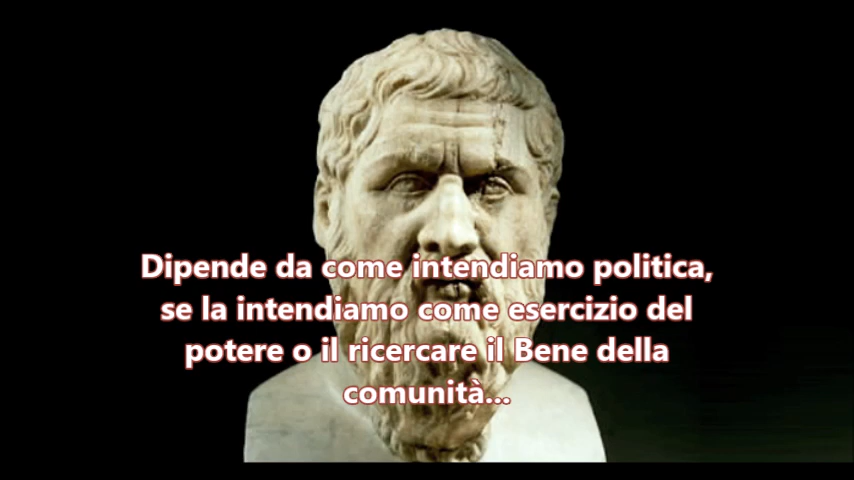 Dipende da come intendiamo politica,
se la intendiamo come esercizio del
potere o il ricercare il Bene della
comunità...